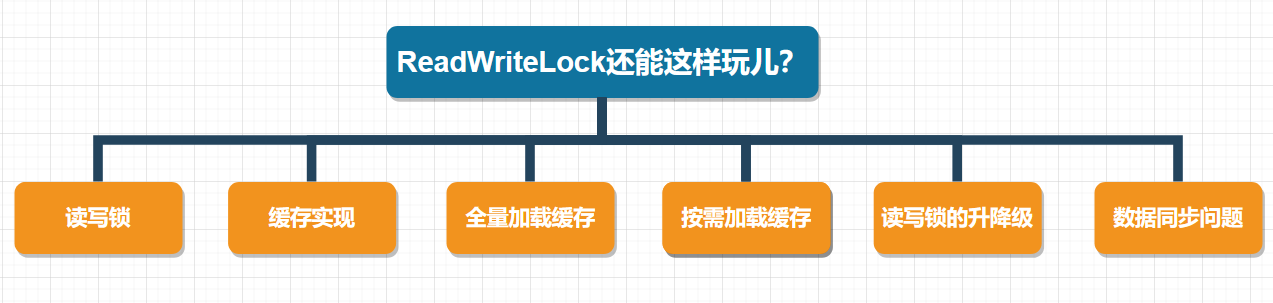 ReadWriteLock还能这样玩儿？
读写锁
缓存实现
全量加载缓存
按需加载缓存
读写锁的升降级
数据同步问题